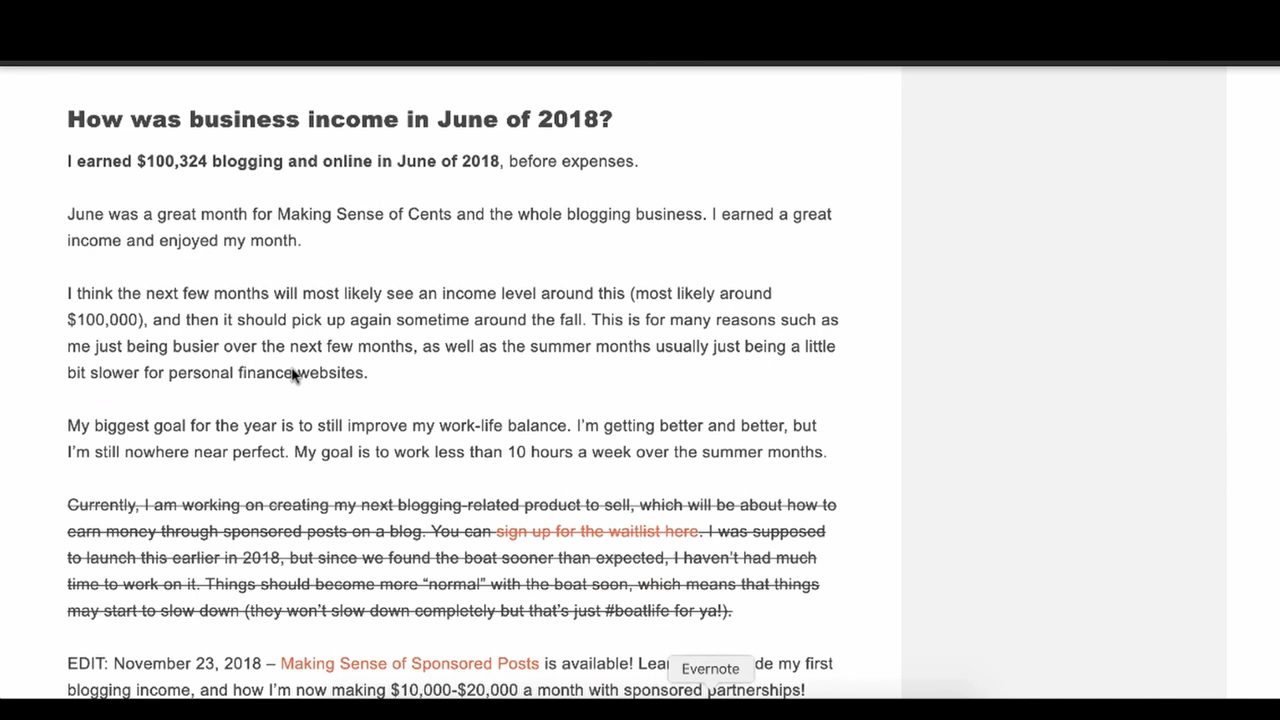 How was business income in June of 2018?
I earned $100,324 blogging and online in June of 2018, before expenses.
June was a great month for Making Sense of Cents and the whole blogging business. I earned a great
income and enjoyed my month.
I think the next few months will most likely see an income level around this (most likely around
$100,000), and then it should pick up again sometime around the fall. This is for many reasons such as
me just being busier over the next few months, as well as the summer months usually just being a little
bit slower for personal finance websites.
My biggest goal for the year is to still improve my work-life balance. I'm getting better and better, but
I'm still nowhere near perfect. My goal is to work less than 10 hours a week over the summer months.
Currently, I am working on creating my next blogging-related product to sell, which will be about how to
earn money through sponsored posts on a blog. You can sign up for the waitlist here. I was supposed
to launch this earlier in 2018, but since we found the boat sooner than expected, I haven't had much
time to work on it. Things should become more “normal” with the boat soon, which means that things
may start to slow down (they won't slow down completely but that's just #boatlife for ya!).
EDIT: November 23, 2018 – Making Sense of Sponsored Posts is available! my first
Evernote
blogging income, and how I'm now making $10,000-$20,000 a month with sponsored partnerships!